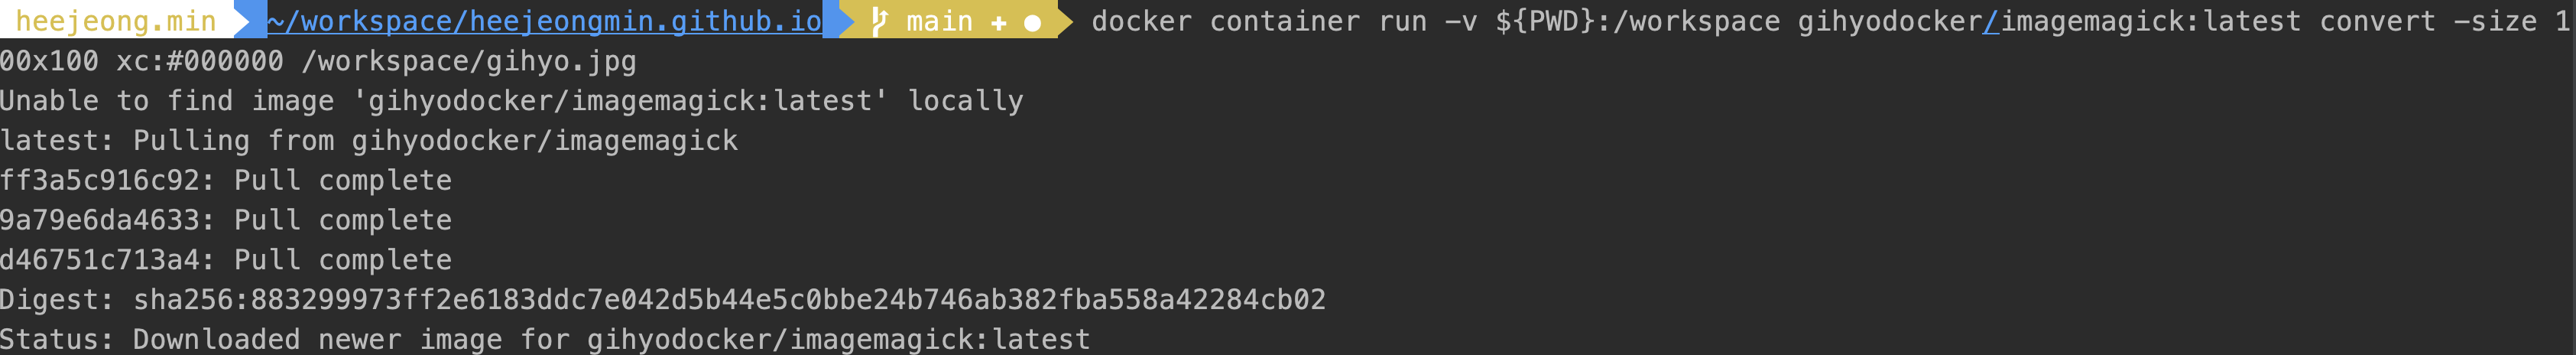 heejeong.min ~/workspace/heejeongmin.github.io main + ● docker container run -v ${PWD}:/workspace gihyodocker/imagemagick:latest convert -size 1
00x100 xc:#000000 /workspace/gihyo.jpg
Unable to find image 'gihyodocker/imagemagick:latest' locally
latest: Pulling from gihyodocker/imagemagick
ff3a5c916c92: Pull complete
9a79e6da4633: Pull complete
d46751c713a4: Pull complete
Digest: sha256:883299973ff2e6183ddc7e042d5b44e5c0bbe24b746ab382fba558a42284cb02
Status: Downloaded newer image for gihyodocker/imagemagick:latest